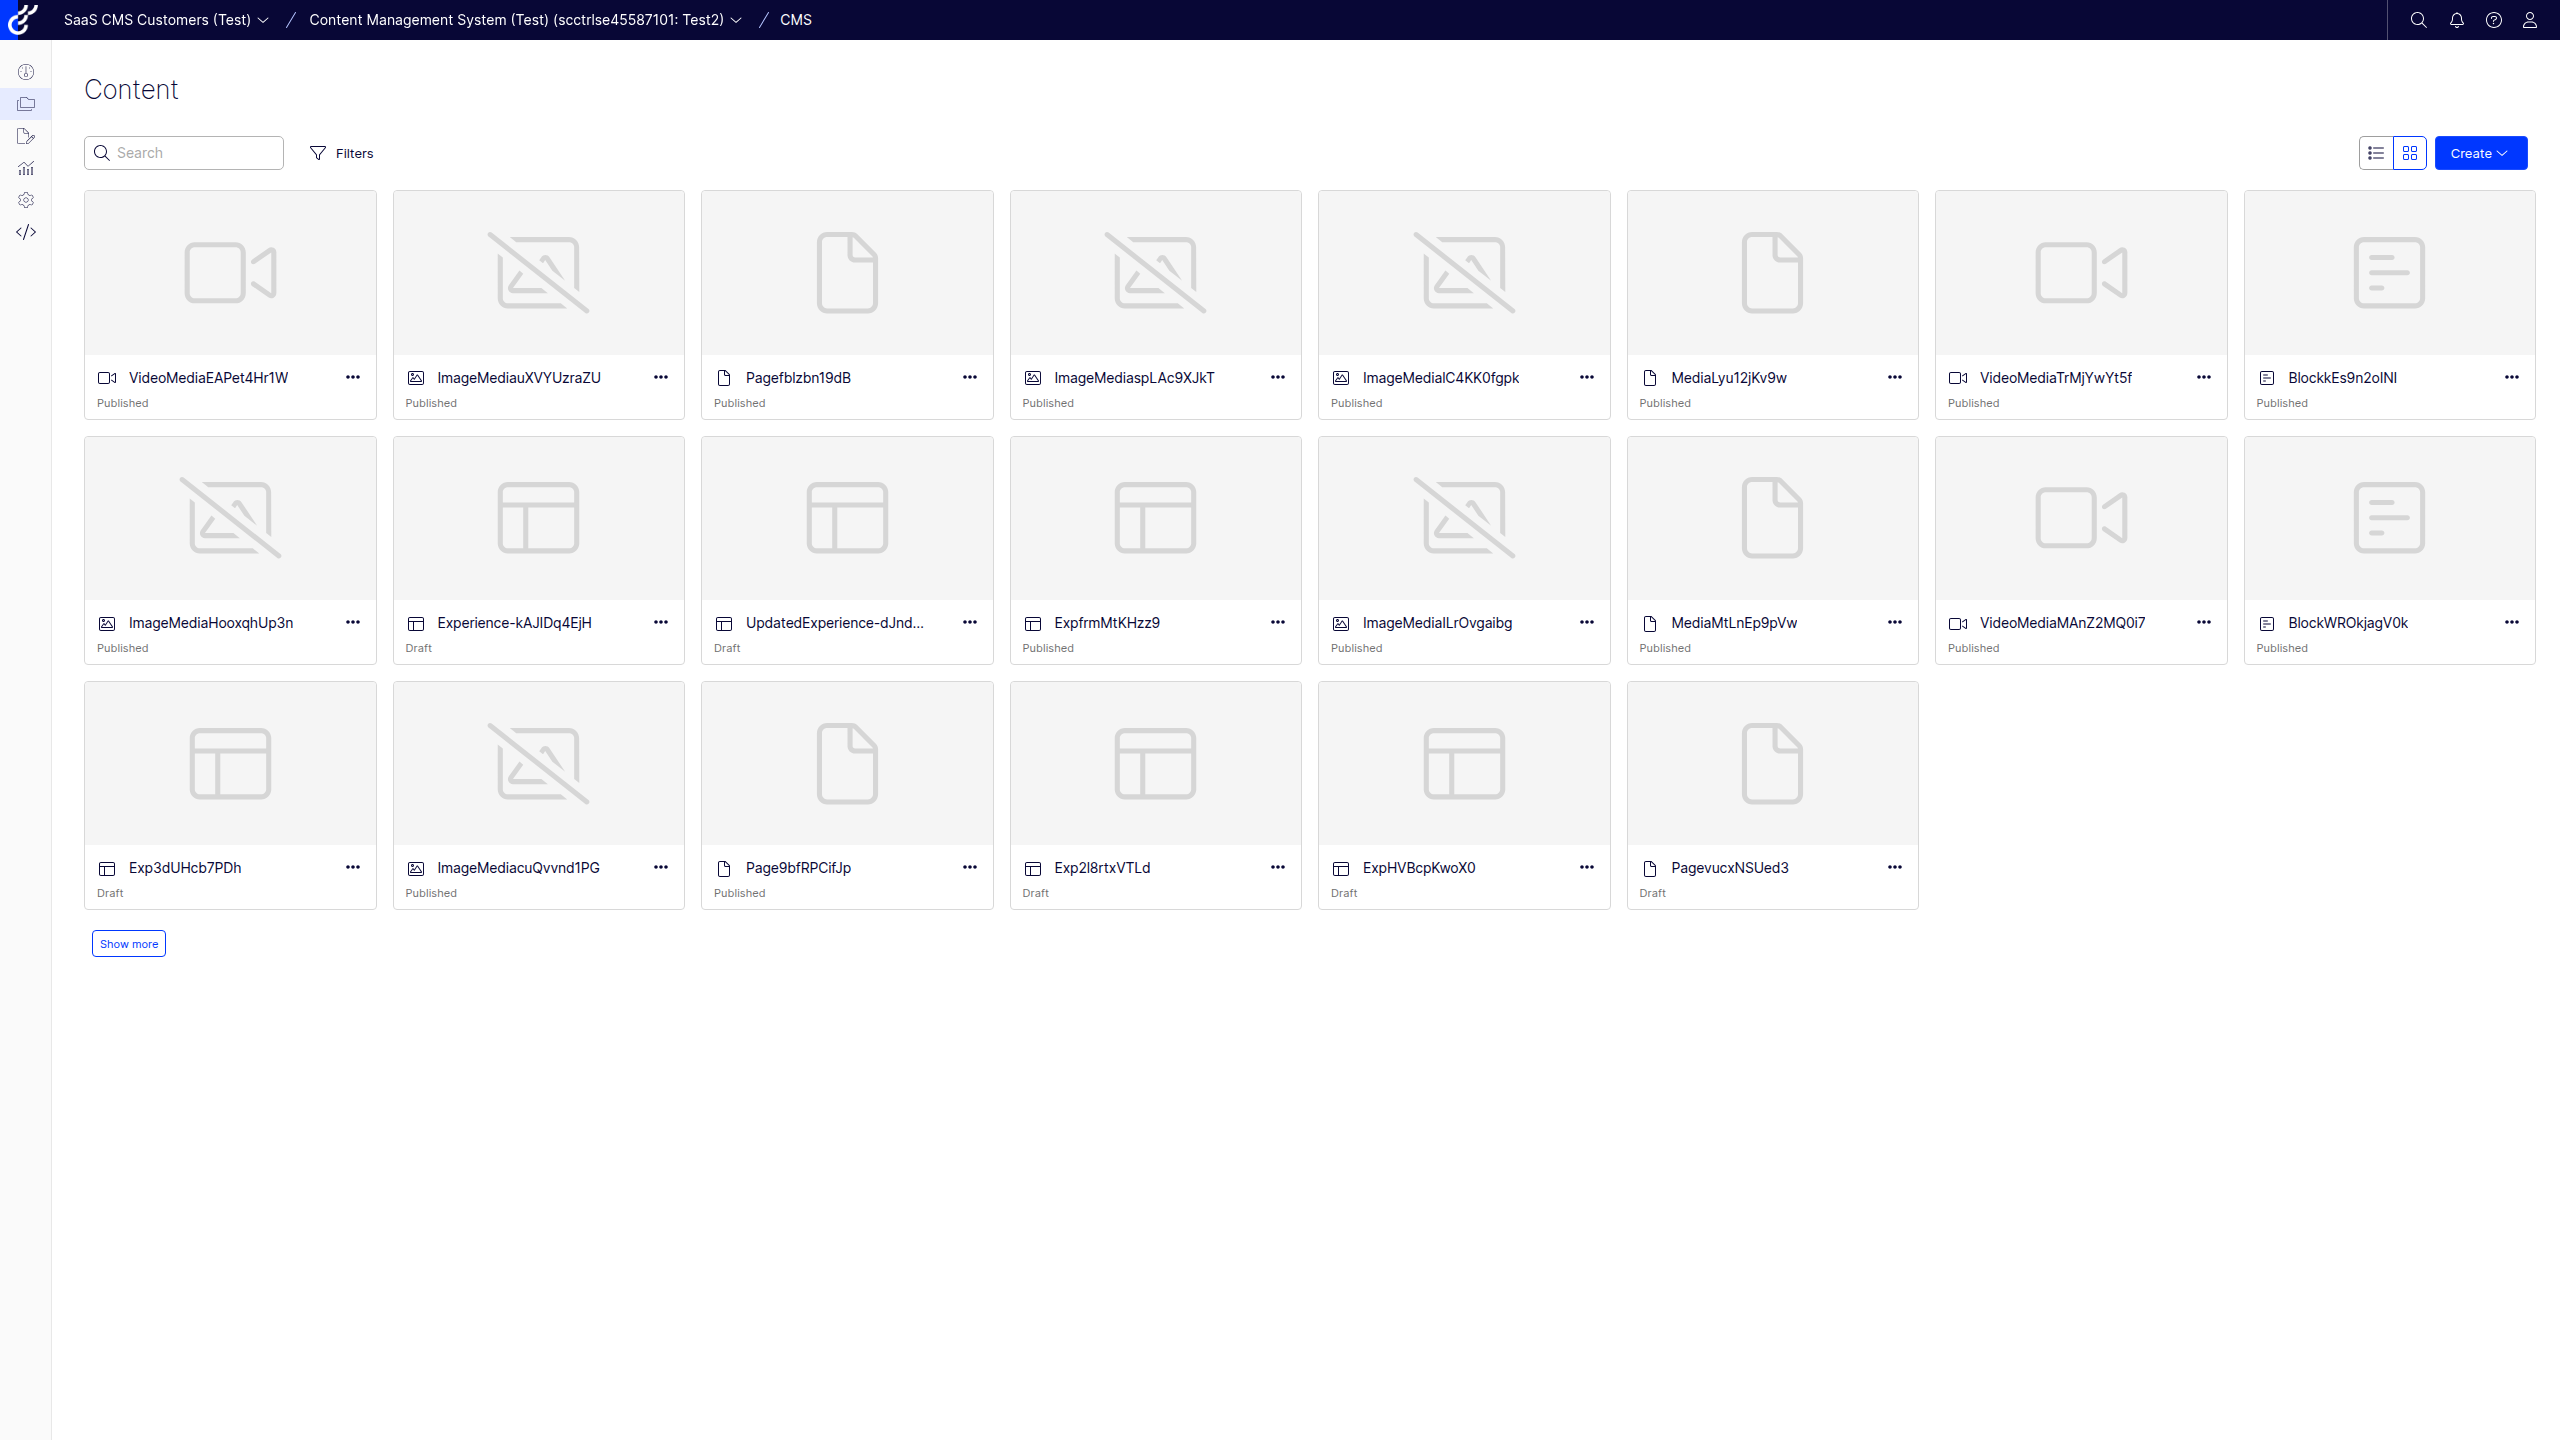 SaaS CMS Customers (Test) / Content Management System (Test) (scctrlse45587101: Test2) / CMS
Content
Search Filters Create
VideoMediaEAPet4Hr1W ImageMediauXVYUzraZU Pagefblzbn19dB ImageMediaspLAc9XJkT ImageMedialC4KK0fgpk MediaLyu12jKv9w VideoMediaTrMjYwYt5f BlockkEs9n2oINI
Published Published Published Published Published Published Published Published
ImageMediaHooxqhUp3n Experience-kAJIDq4EjH UpdatedExperience-dJnd... ExpfrmMtKHzz9 ImageMediaILrOvgaibg MediaMtLnEp9pVw VideoMediaMAnZ2MQ0i7 BlockWROkjagV0k
Published Draft Draft Published Published Published Published Published
Exp3dUHcb7PDh ImageMediacuQvvnd1PG Page9bfRPCifJp Exp2I8rtxVTLd ExpHVBcpKwoX0 PagevucxNSUed3
Draft Published Published Draft Draft Draft
Show more